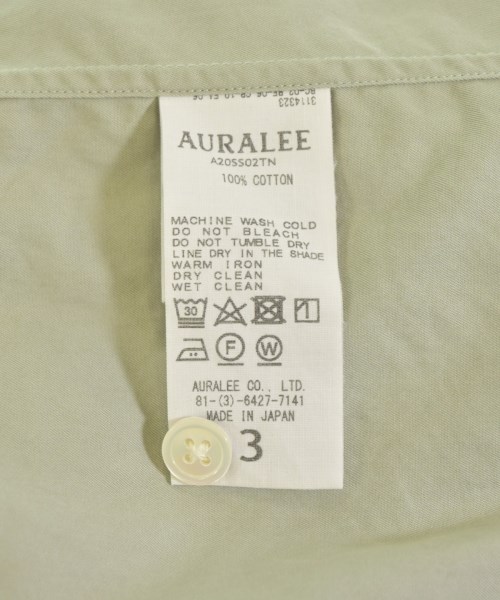 3114323
AURALEE
A20SS02TN
100% COTTON
MACHINE WASH COLD
DO NOT BLEACH
DO NOT TUMBLE DRY
LINE DRY IN THE SHADE
WARM IRON
DRY CLEAN
WET CLEAN
30
F
W
AURALEE CO., LTD.
81-(3)-6427-7141
MADE IN JAPAN
3